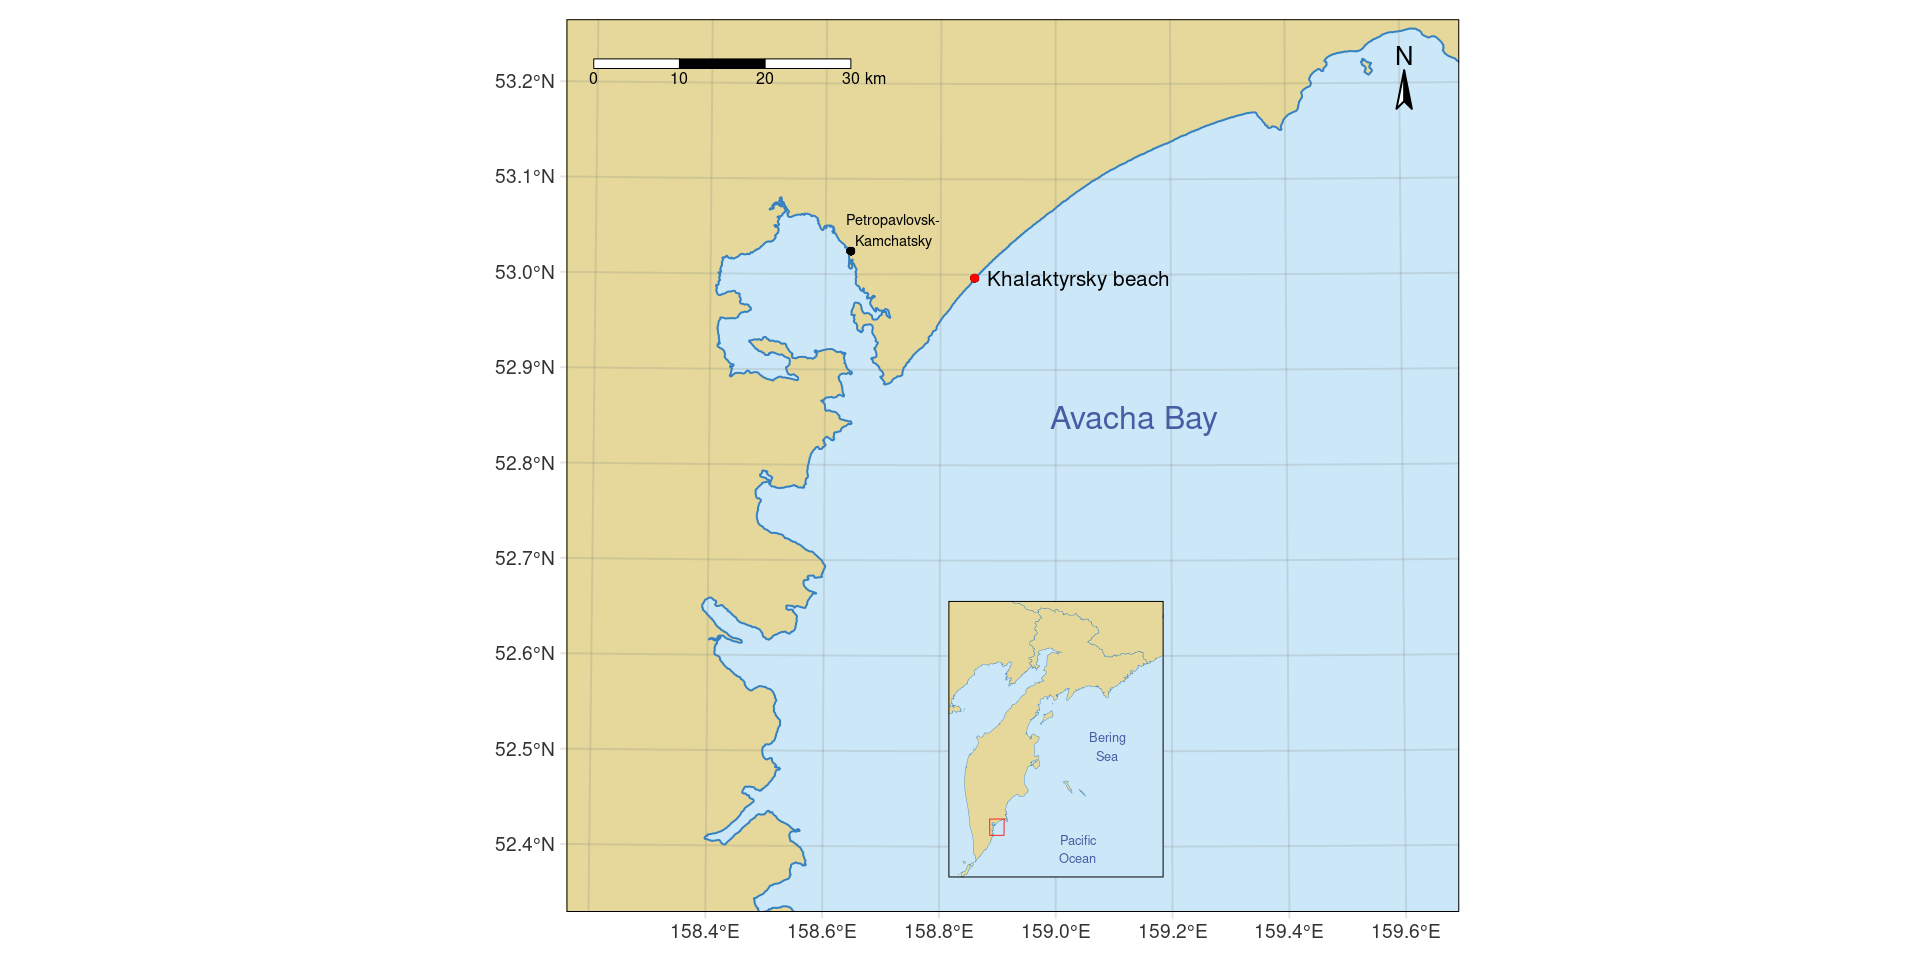 N
0 10 20 30 km
53.2°N
53.1°N
53.0°N
52.9°N
52.8°N
52.7°N
52.6°N
52.5°N
52.4°N
Petropavlovsk-
Kamchatsky
Khalaktyrsky beach
Avacha Bay
Bering
Sea
Pacific
Ocean
158.4°E 158.6°E 158.8°E 159.0°E 159.2°E 159.4°E 159.6°E